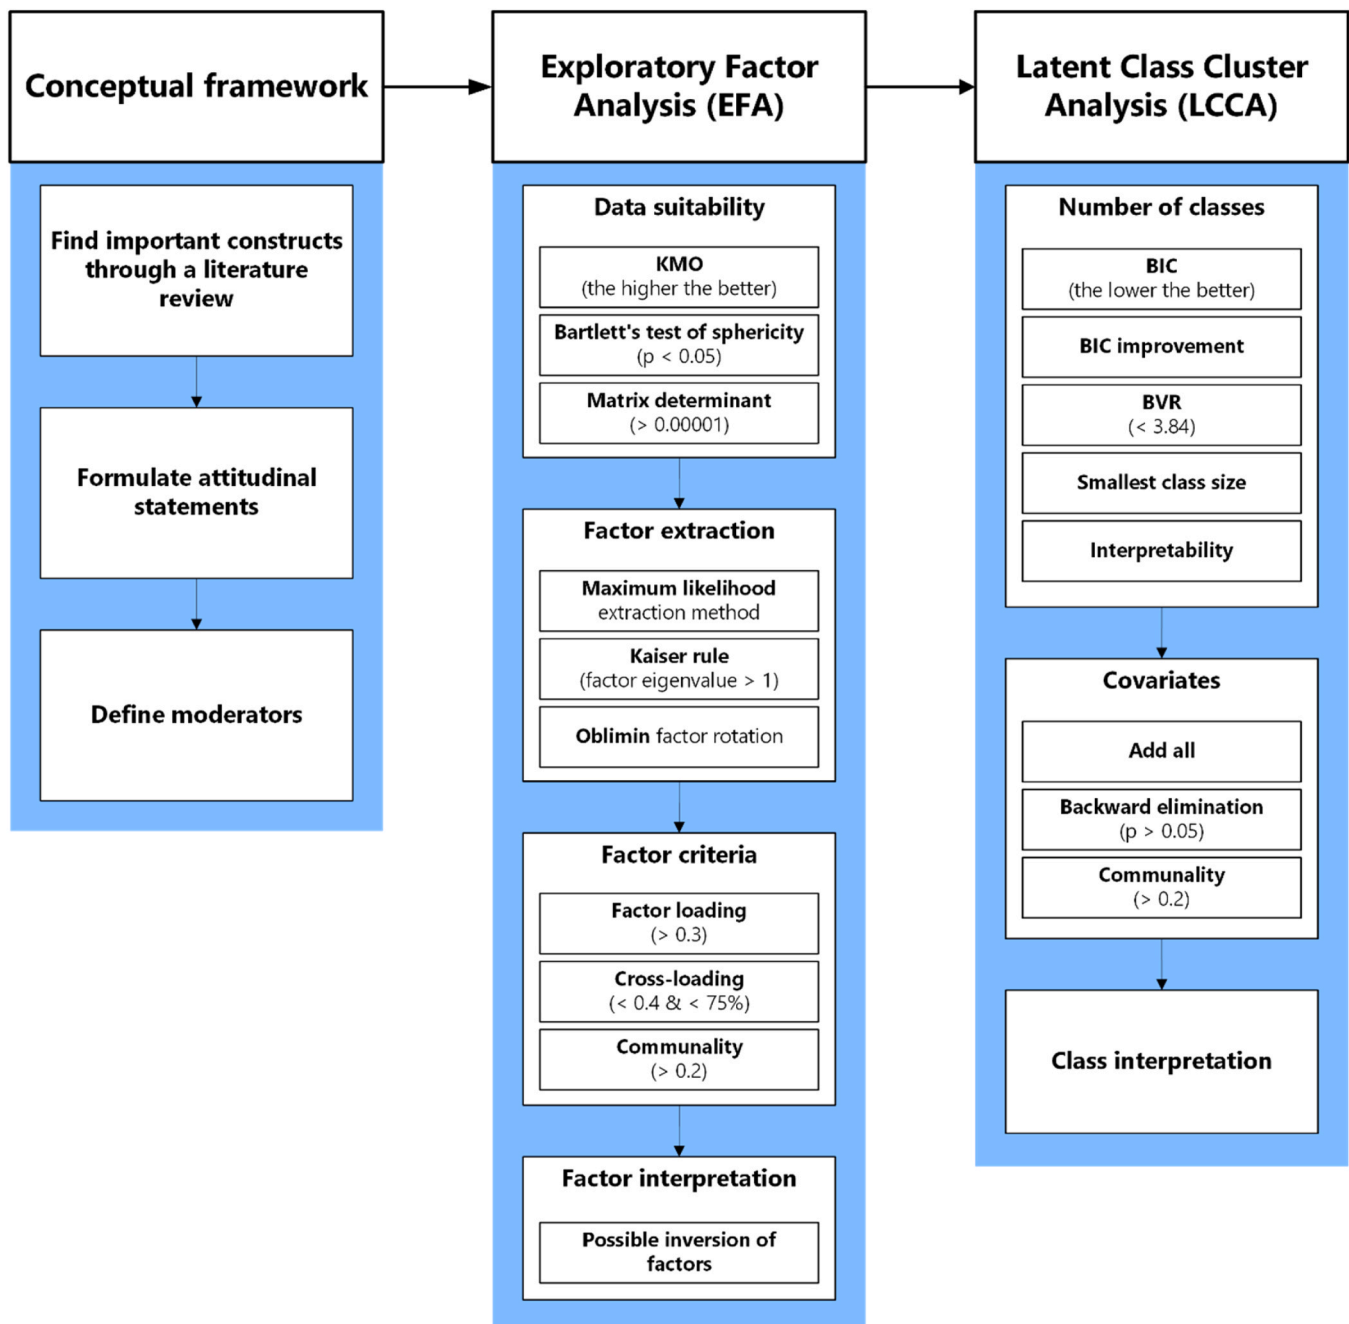 Conceptual framework
Find important constructs
through a literature
review
Formulate attitudinal
statements
Define moderators
Exploratory Factor
Analysis (EFA)
Data suitability
KMO
(the higher the better)
Bartlett's test of sphericity
(p < 0.05)
Matrix determinant
(> 0.00001)
Factor extraction
Maximum likelihood
extraction method
Kaiser rule
(factor eigenvalue > 1)
Oblimin factor rotation
Factor criteria
Factor loading
(> 0.3)
Cross-loading
(< 0.4 & < 75%)
Communality
(> 0.2)
Factor interpretation
Possible inversion of
factors
Latent Class Cluster
Analysis (LCCA)
Number of classes
BIC
(the lower the better)
BIC improvement
BVR
(< 3.84)
Smallest class size
Interpretability
Covariates
Add all
Backward elimination
(p > 0.05)
Communality
(> 0.2)
Class interpretation